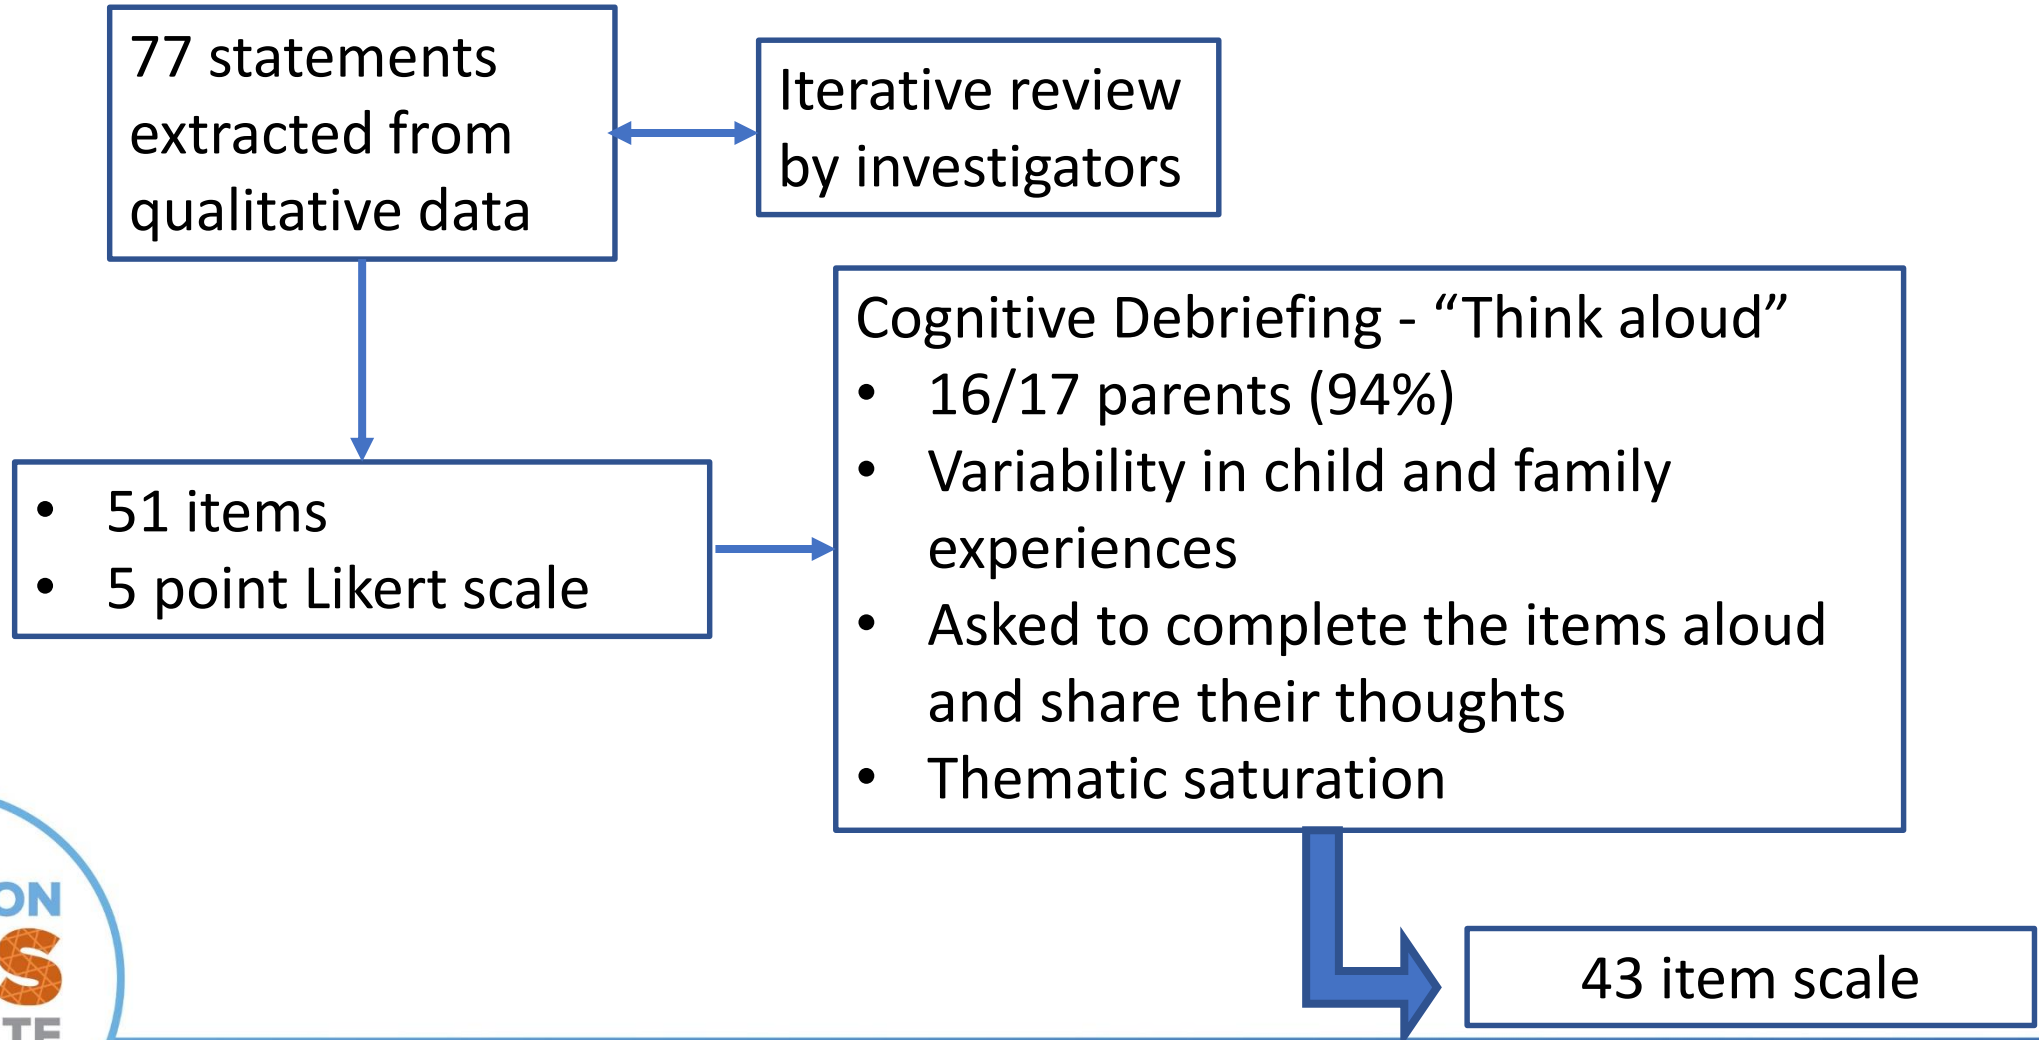 77 statements
extracted from
qualitative data
Iterative review
by investigators
• 51 items
• 5 point Likert scale
Cognitive Debriefing - “Think aloud”
• 16/17 parents (94%)
• Variability in child and family
experiences
• Asked to complete the items aloud
and share their thoughts
• Thematic saturation
43 item scale